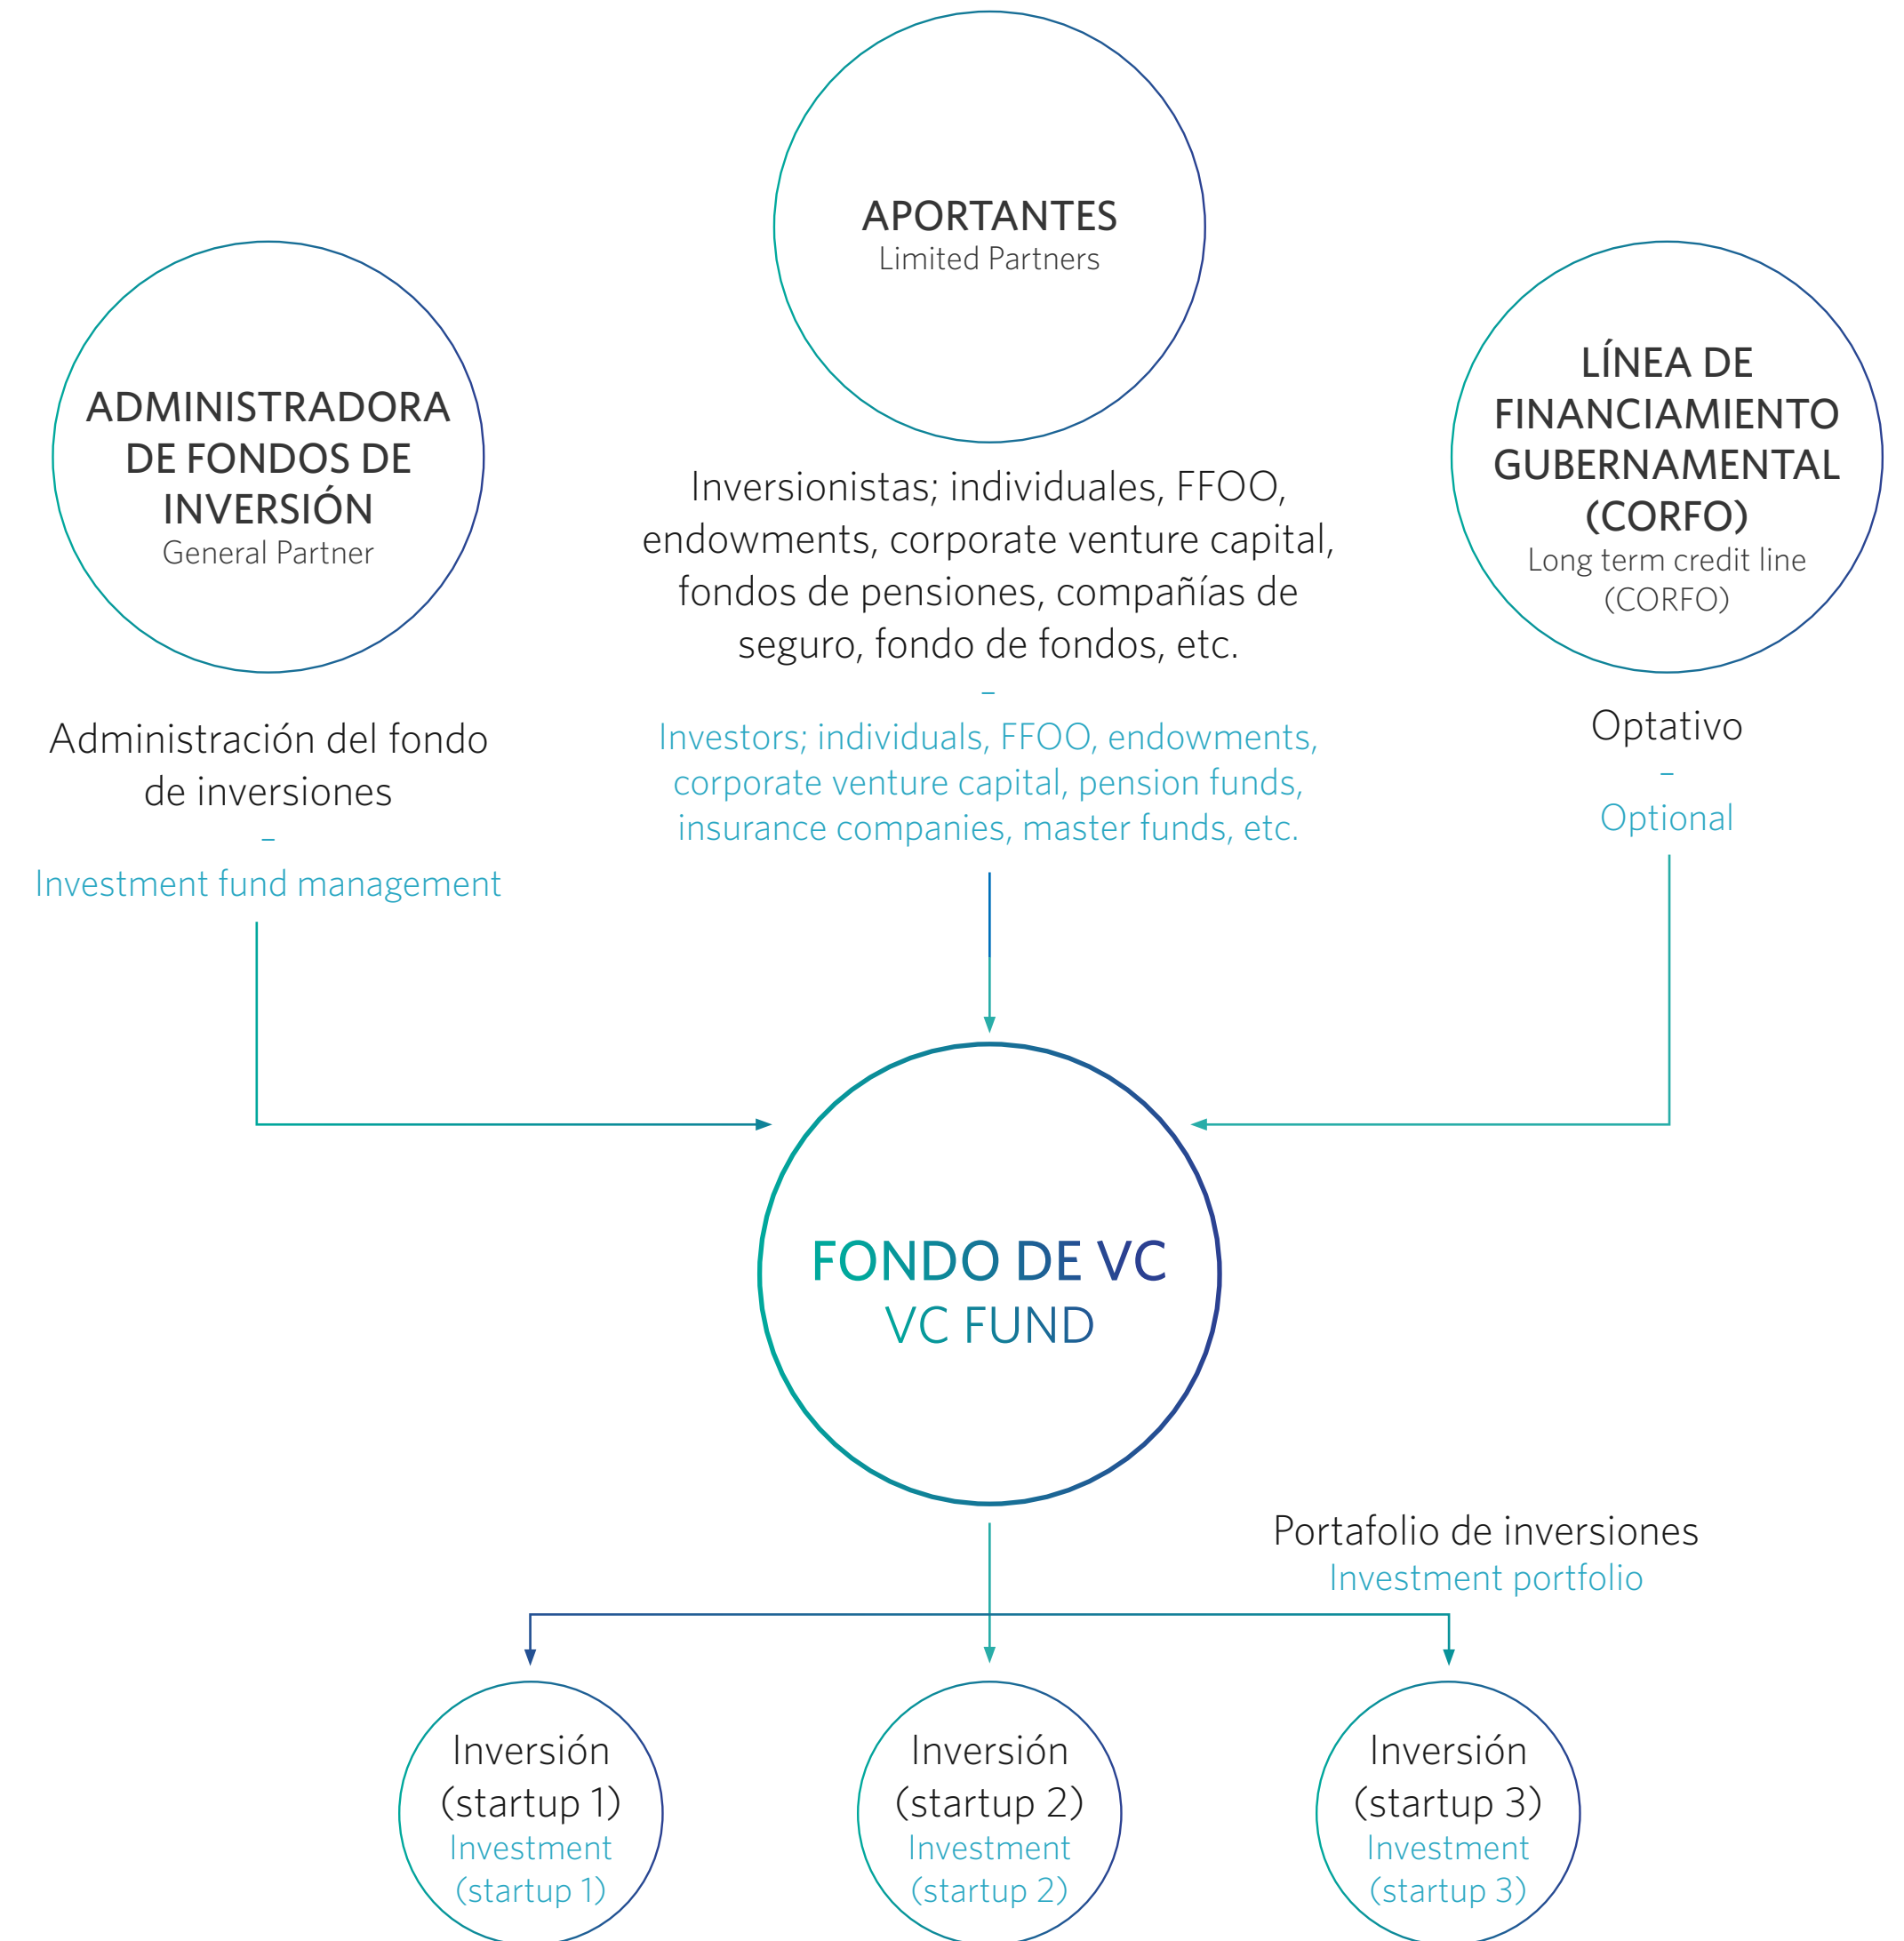 APORTANTES
Limited Partners
Inversionistas; individuales, FFOO,
endowments, corporate venture capital,
fondos de pensiones, compañías de
seguro, fondo de fondos, etc.
–
Investors; individuals, FFOO, endowments,
corporate venture capital, pension funds,
insurance companies, master funds, etc.
ADMINISTRADORA
DE FONDOS DE
INVERSIÓN
General Partner
Administración del fondo
de inversiones
–
Investment fund management
LÍNEA DE
FINANCIAMIENTO
GUBERNAMENTAL
(CORFO)
Long term credit line
(CORFO)
Optativo
–
Optional
FONDO DE VC
VC FUND
Portafolio de inversiones
Investment portfolio
Inversión
(startup 1)
Investment
(startup 1)
Inversión
(startup 2)
Investment
(startup 2)
Inversión
(startup 3)
Investment
(startup 3)